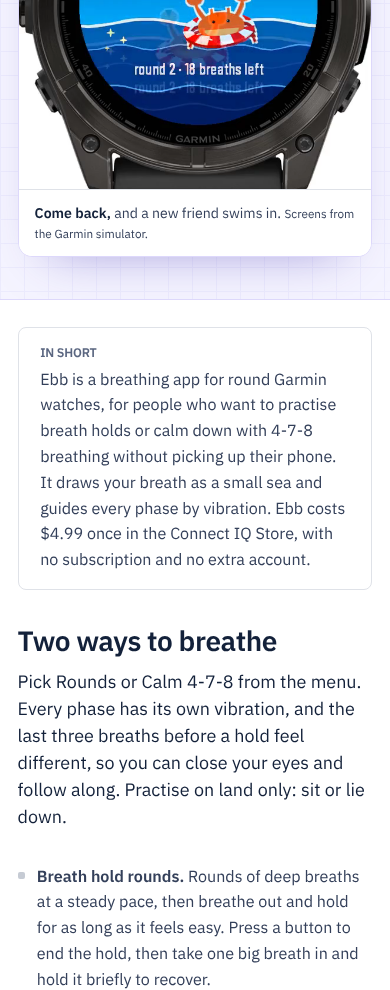 round 2 · 18 breaths left
40
20
GARMIN
Come back, and a new friend swims in. Screens from
the Garmin simulator.
IN SHORT
Ebb is a breathing app for round Garmin
watches, for people who want to practise
breath holds or calm down with 4-7-8
breathing without picking up their phone.
It draws your breath as a small sea and
guides every phase by vibration. Ebb costs
$4.99 once in the Connect IQ Store, with
no subscription and no extra account.
Two ways to breathe
Pick Rounds or Calm 4-7-8 from the menu.
Every phase has its own vibration, and the
last three breaths before a hold feel
different, so you can close your eyes and
follow along. Practise on land only: sit or lie
down.
Breath hold rounds. Rounds of deep breaths
at a steady pace, then breathe out and hold
for as long as it feels easy. Press a button to
end the hold, then take one big breath in and
hold it briefly to recover.